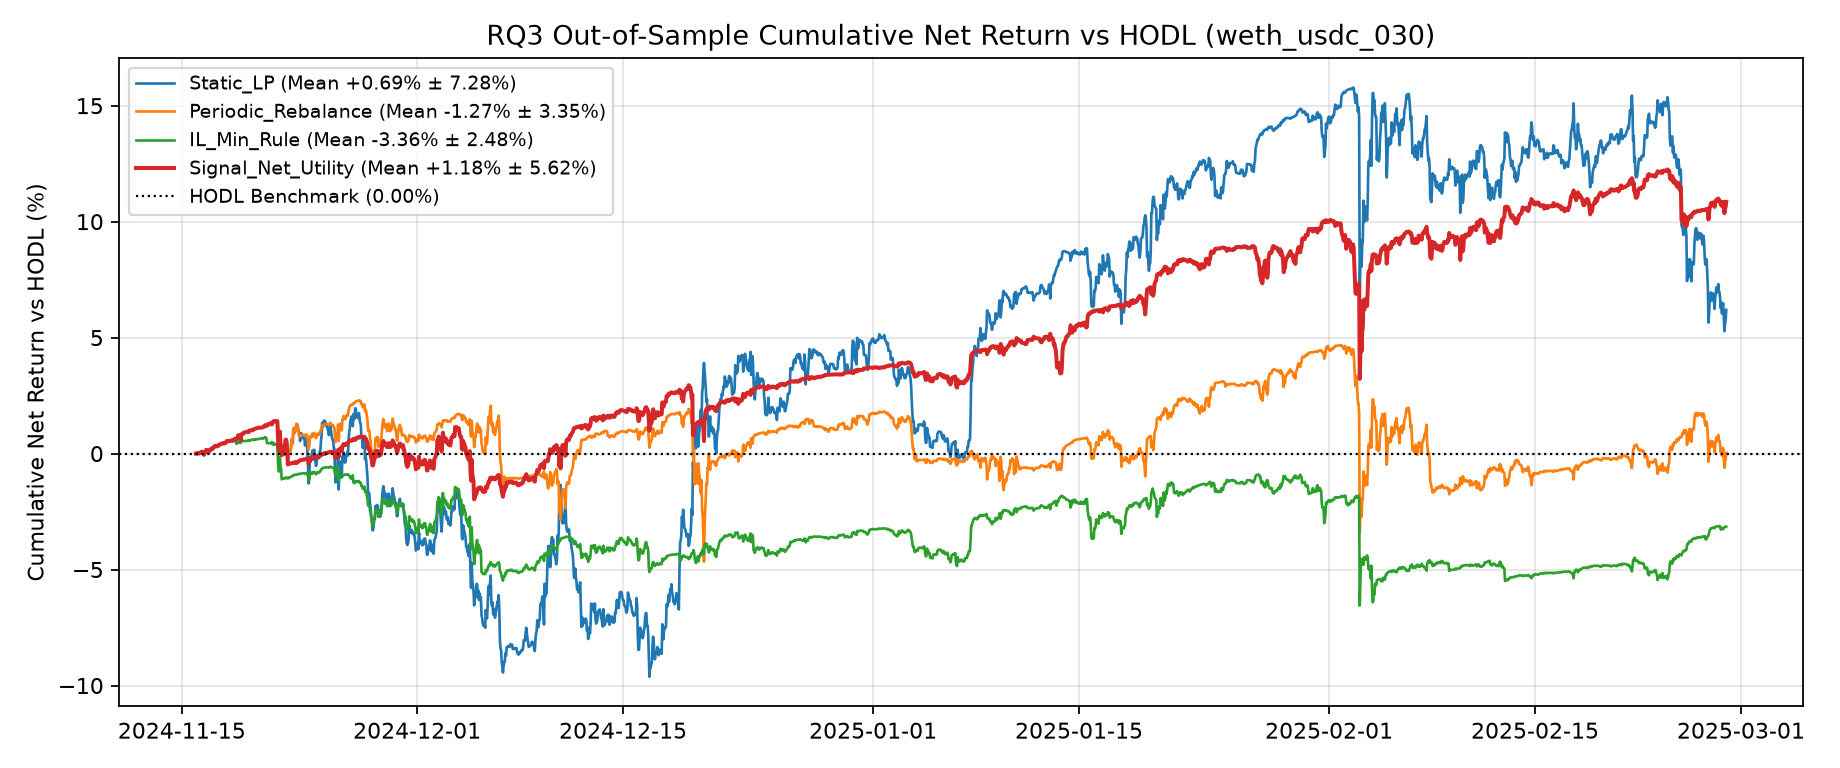 RQ3 Out-of-Sample Cumulative Net Return vs HODL (weth_usdc_030)
Static_LP (Mean +0.69% ± 7.28%)
Periodic_Rebalance (Mean -1.27% ± 3.35%)
IL_Min_Rule (Mean -3.36% ± 2.48%)
Signal_Net_Utility (Mean +1.18% ± 5.62%)
HODL Benchmark (0.00%)
Cumulative Net Return vs HODL (%)
15
10
5
0
−5
−10
2024-11-15
2024-12-01
2024-12-15
2025-01-01
2025-01-15
2025-02-01
2025-02-15
2025-03-01